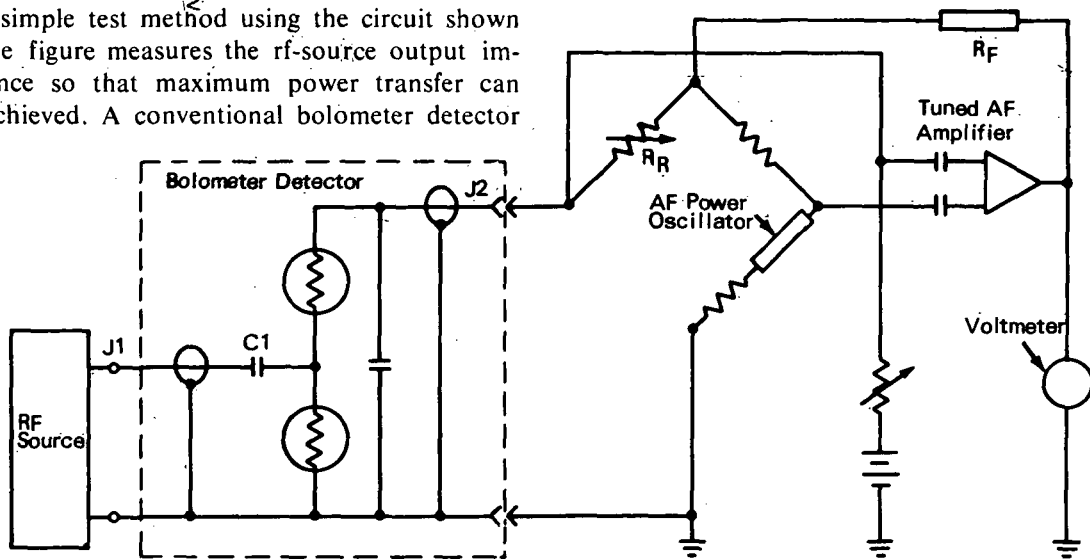 simple test method using the circuit shown
e figure measures the rf-source output im-
nce so that maximum power transfer can
chieved. A conventional bolometer detector
RF
Tuned AF
Amplifier
Bolometer Detector
J2
RR
AF Power
Oscillator
J1
C1
Voltmeter
RF
Source